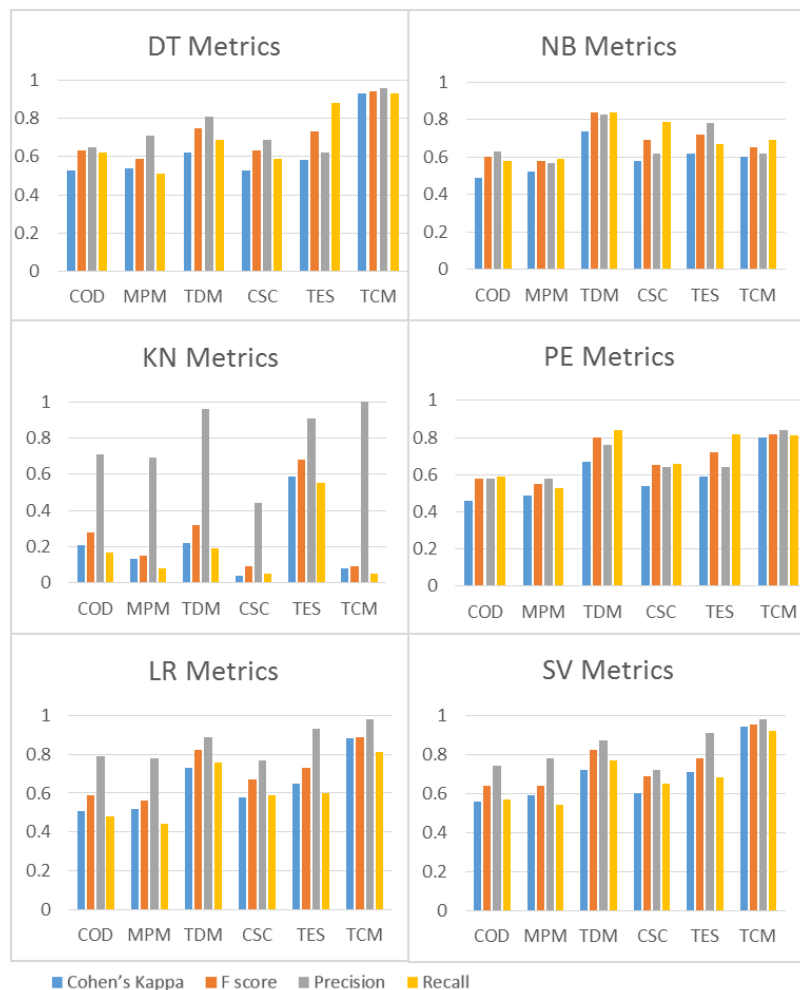 DT Metrics
1
0.8
0.6
0.4
0.2
0
COD MPM TDM CSC TES TCM
NB Metrics
1
0.8
0.6
0.4
0.2
0
COD MPM TDM CSC TES TCM
KN Metrics
1
0.8
0.6
0.4
0.2
0
COD MPM TDM CSC TES TCM
PE Metrics
1
0.8
0.6
0.4
0.2
0
COD MPM TDM CSC TES TCM
LR Metrics
1
0.8
0.6
0.4
0.2
0
COD MPM TDM CSC TES TCM
SV Metrics
1
0.8
0.6
0.4
0.2
0
COD MPM TDM CSC TES TCM
Cohen's Kappa F score Precision Recall